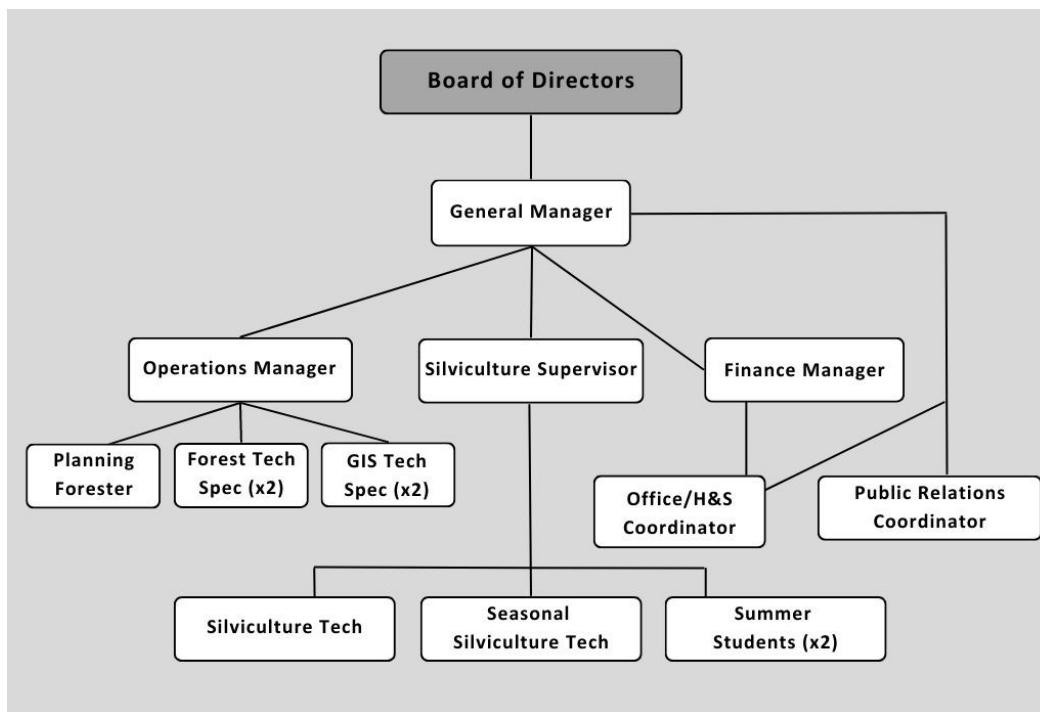 Board of Directors
General Manager
Operations Manager
Silviculture Supervisor
Finance Manager
Planning
Forester
Forest Tech
Spec (x2)
GIS Tech
Spec (x2)
Office/H&S
Coordinator
Public Relations
Coordinator
Silviculture Tech
Seasonal
Silviculture Tech
Summer
Students (x2)